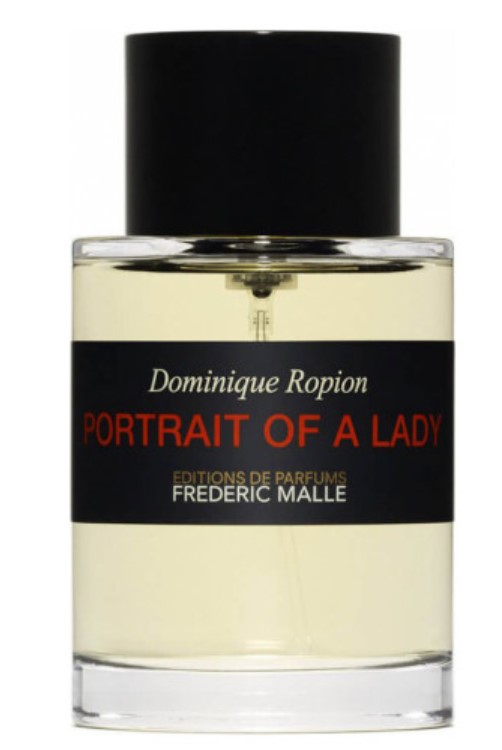 Dominique Ropion
PORTRAIT OF A LADY
EDITIONS DE PARFUMS
FREDERIC MALLE